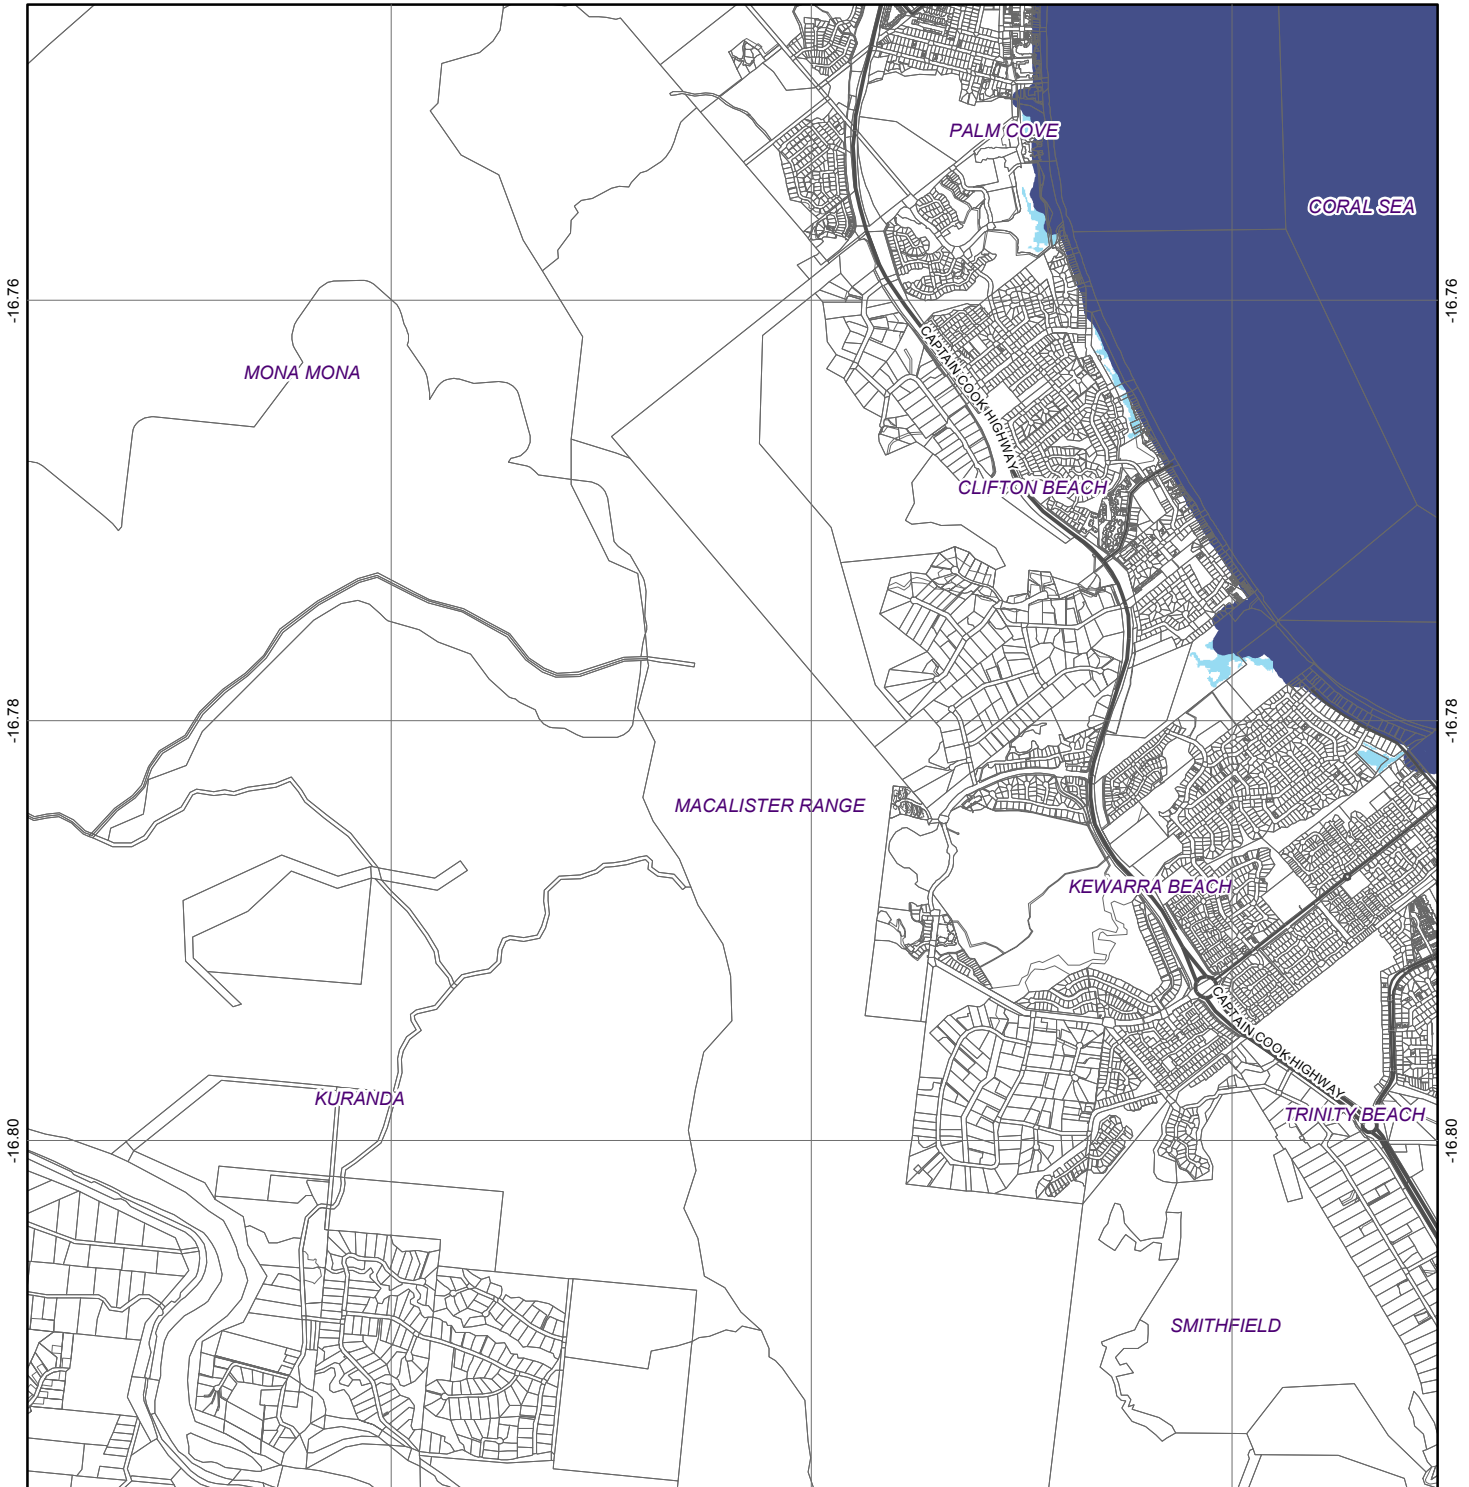 PALM COVE
CORAL SEA
-16.76
-16.76
CAPTAIN COOK HIGHWAY
MONA MONA
CLIFTON BEACH
-16.78
-16.78
MACALISTER RANGE
KEWARRA BEACH
CAPTAIN COOK HIGHWAY
KURANDA
TRINITY BEACH
-16.80
-16.80
SMITHFIELD